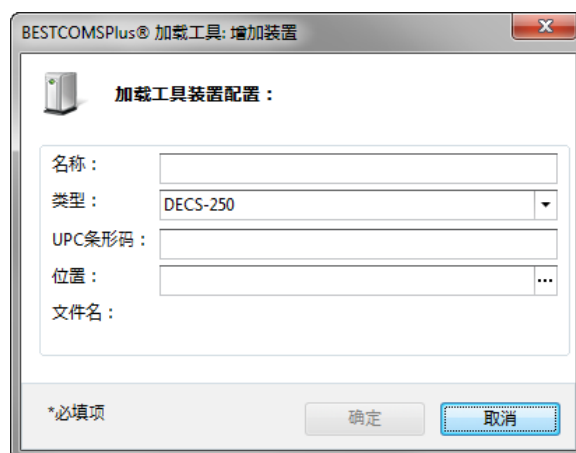 BESTCOMSPlus® 加载工具: 增加装置
加载工具装置配置：
名称：
类型： DECS-250
UPC条形码：
位置： ...
文件名：
*必填项 确定 取消